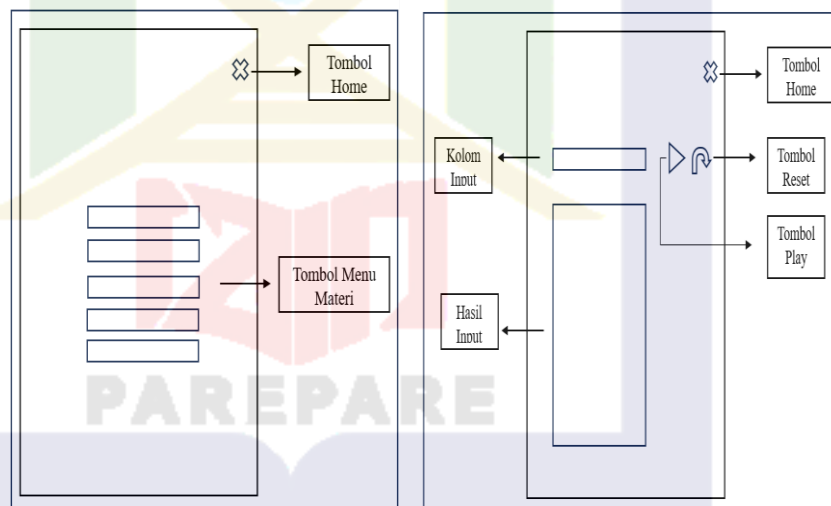 Tombol
Home
Tombol Menu
Materi
Tombol
Home
Kolom
Input
Tombol
Reset
Tombol
Play
Hasil
Input
PAREPARE